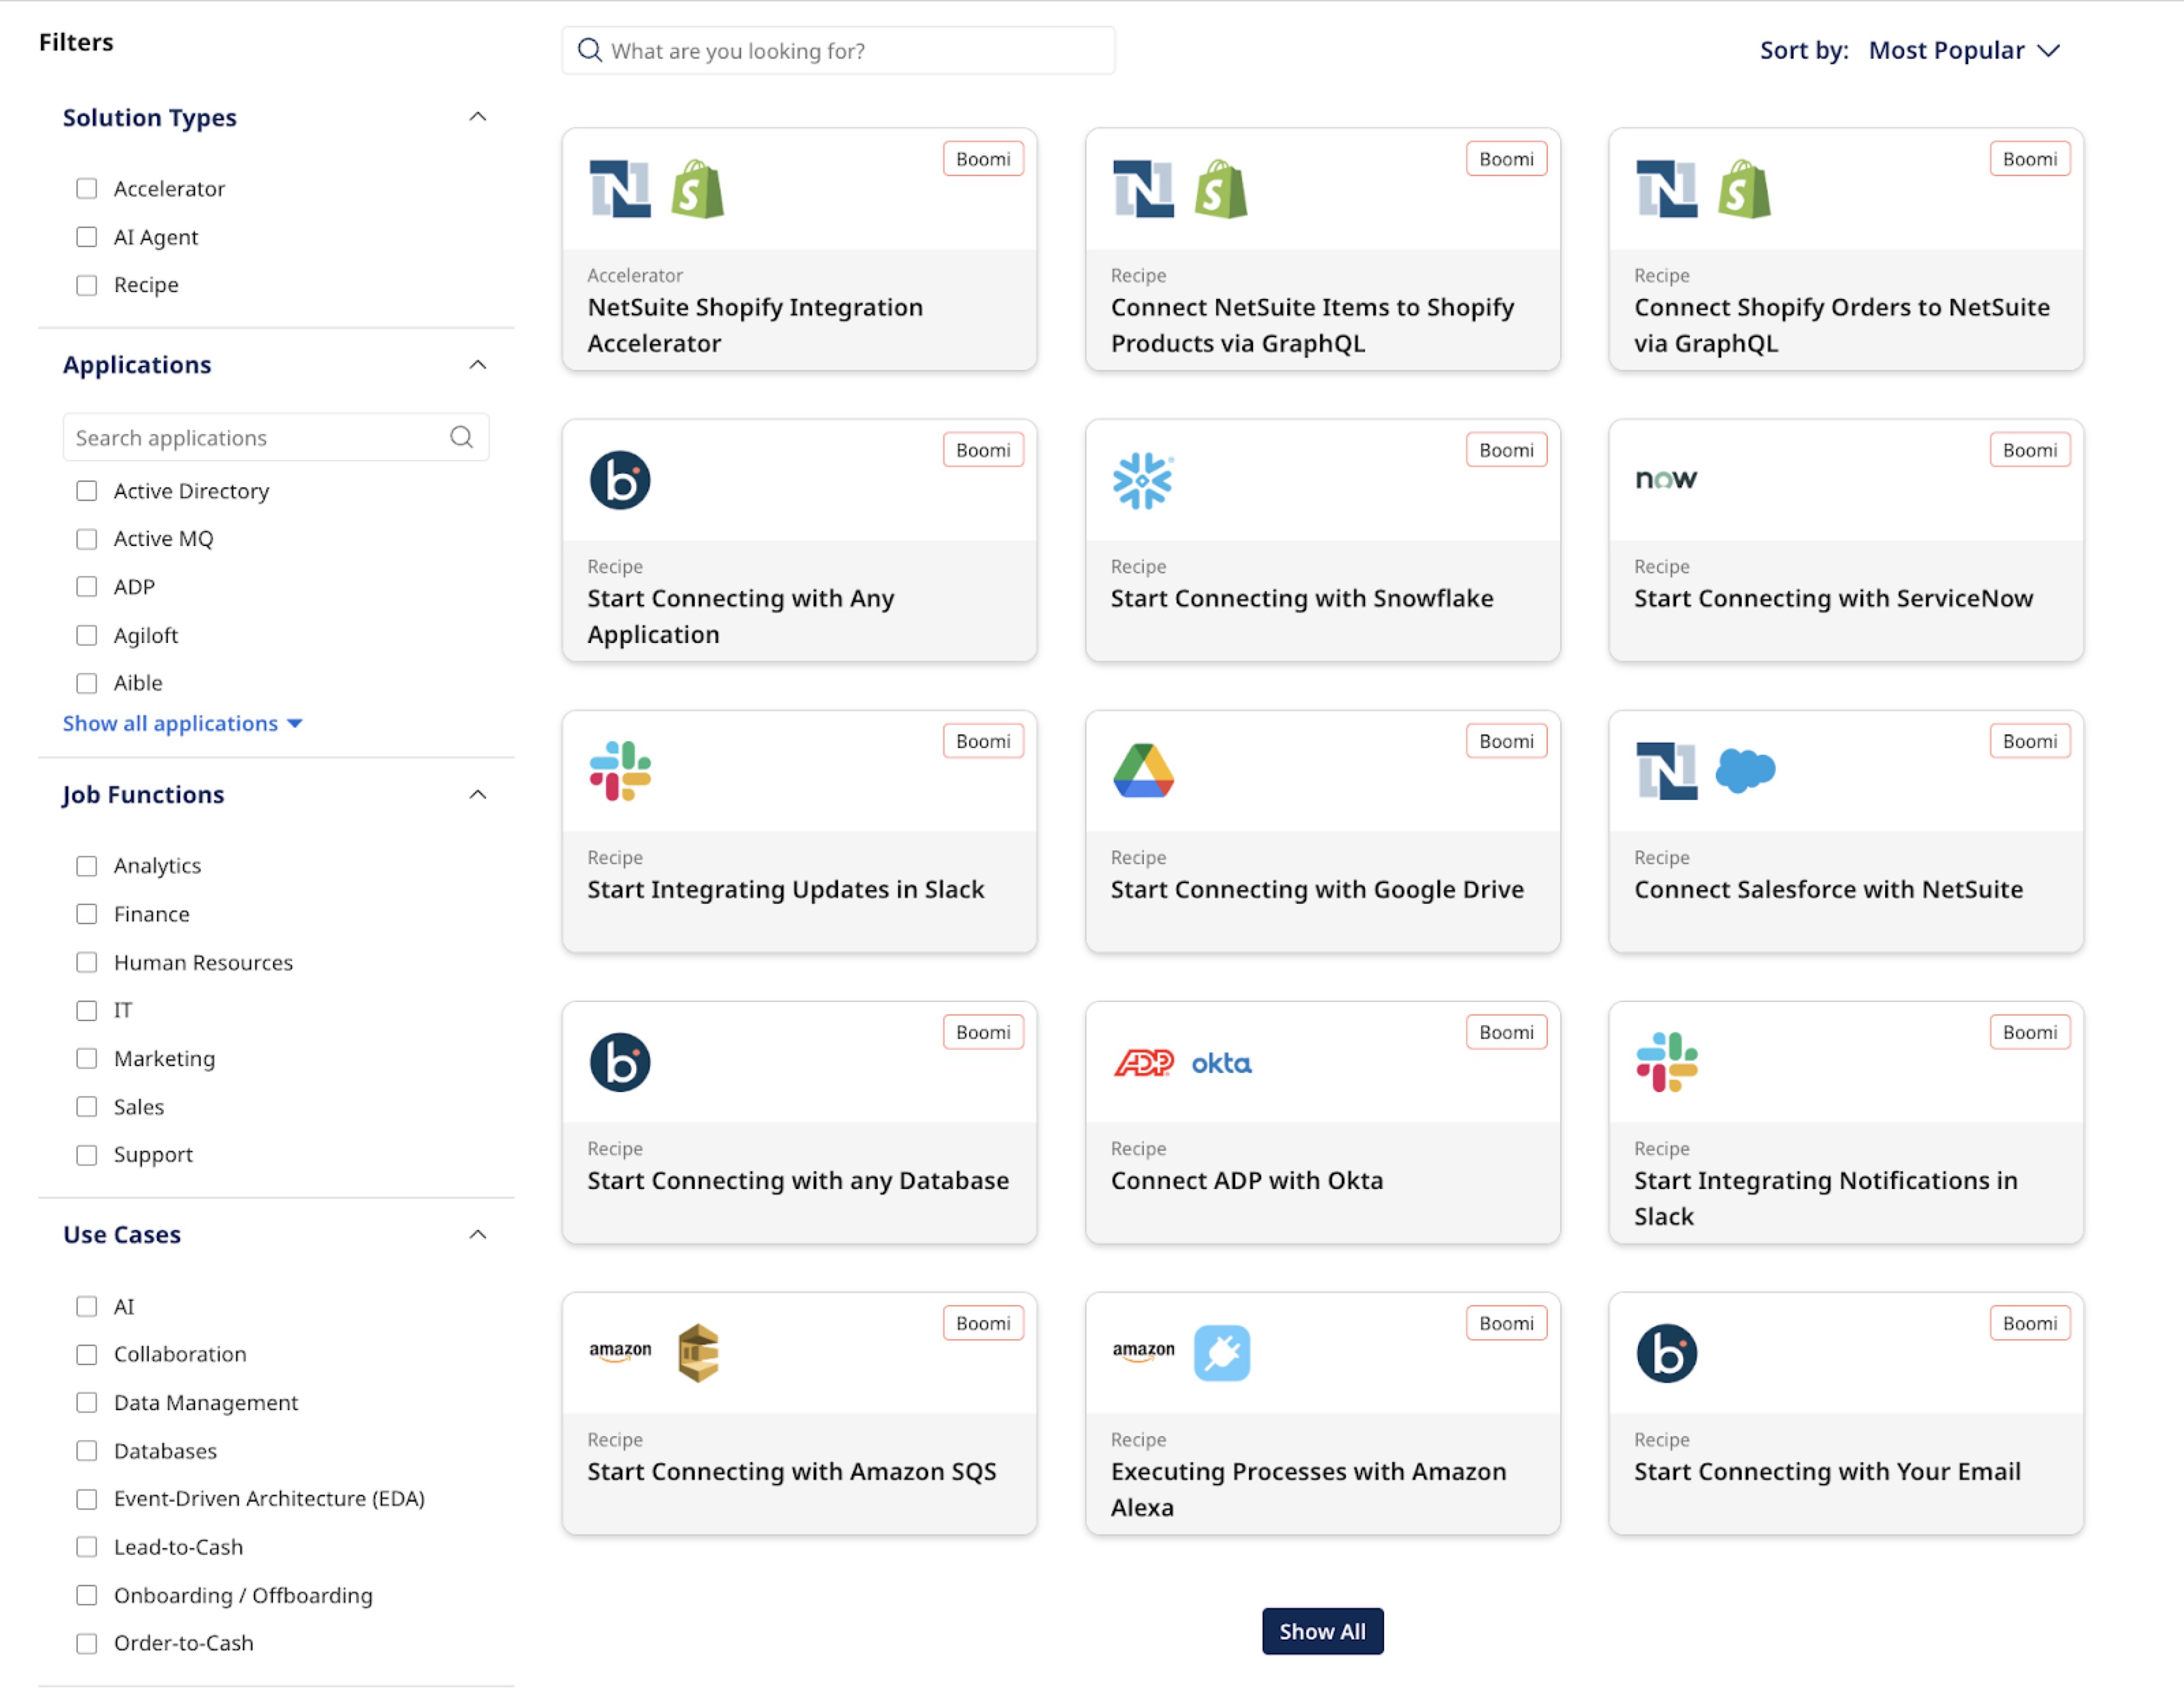 Filters
Solution Types
Accelerator
AI Agent
Recipe
Applications
Search applications
Active Directory
Active MQ
ADP
Agiloft
Aible
Show all applications
Job Functions
Analytics
Finance
Human Resources
IT
Marketing
Sales
Support
Use Cases
AI
Collaboration
Data Management
Databases
Event-Driven Architecture (EDA)
Lead-to-Cash
Onboarding / Offboarding
Order-to-Cash
What are you looking for?
Sort by: Most Popular
Boomi
Accelerator
NetSuite Shopify Integration
Accelerator
Boomi
Recipe
Connect NetSuite Items to Shopify
Products via GraphQL
Boomi
Recipe
Connect Shopify Orders to NetSuite
via GraphQL
Boomi
Recipe
Start Connecting with Any
Application
Boomi
Recipe
Start Connecting with Snowflake
now
Boomi
Recipe
Start Connecting with ServiceNow
Boomi
Recipe
Start Integrating Updates in Slack
Boomi
Recipe
Start Connecting with Google Drive
Boomi
Recipe
Connect Salesforce with NetSuite
Boomi
Recipe
Start Connecting with any Database
ADP okta
Boomi
Recipe
Connect ADP with Okta
Boomi
Recipe
Start Integrating Notifications in
Slack
amazon
Boomi
Recipe
Start Connecting with Amazon SQS
amazon
Boomi
Recipe
Executing Processes with Amazon
Alexa
Boomi
Recipe
Start Connecting with Your Email
Show All